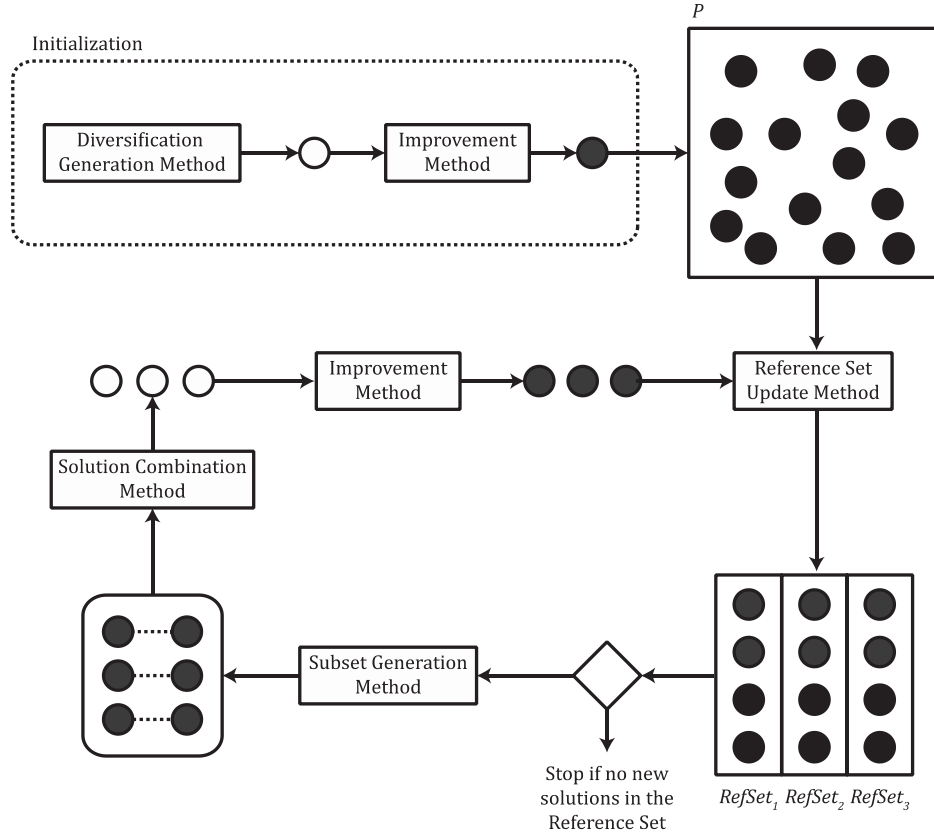 P
Initialization
Diversification
Generation Method
Improvement
Method
Improvement
Method
Reference Set
Update Method
Solution Combination
Method
Subset Generation
Method
Stop if no new
solutions in the
Reference Set
RefSet1 RefSet2 RefSet3